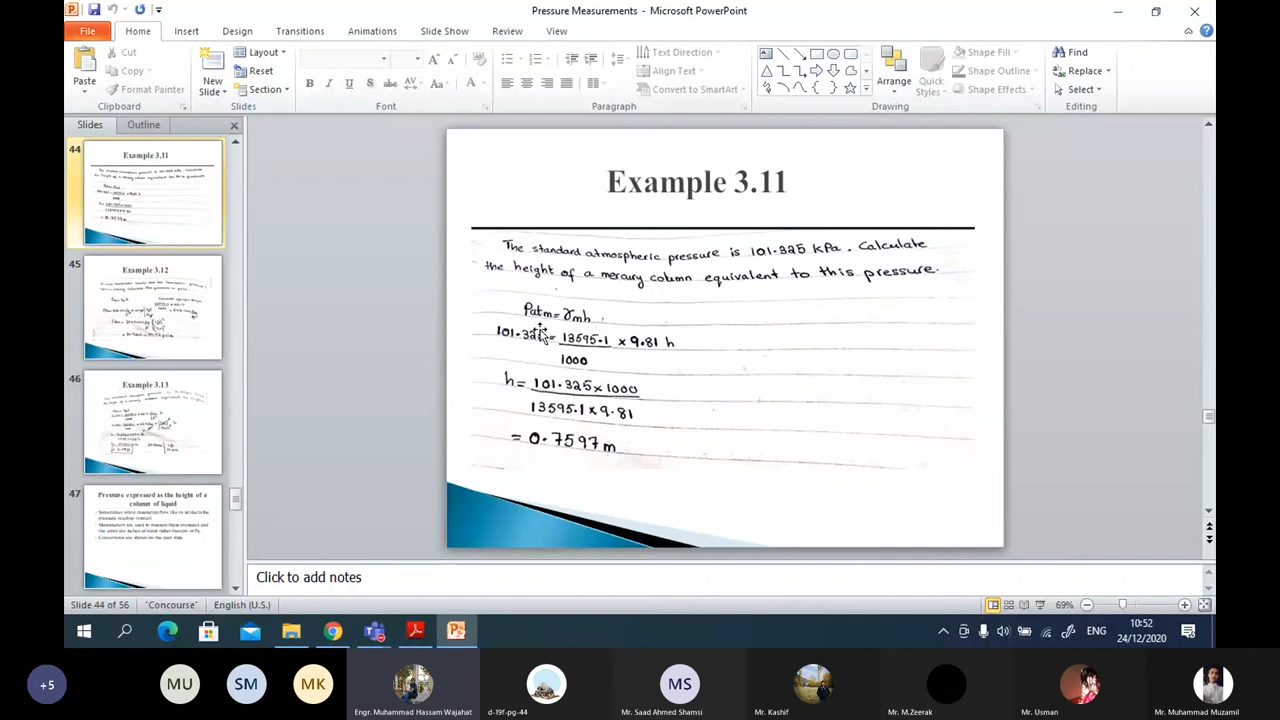 Pressure Measurements - Microsoft PowerPoint
File Home Insert Design Transitions Animations Slide Show Review View
Paste
Cut
Copy
Format Painter
Clipboard
New Slide
Layout
Reset
Section
Slides
Font
Text Direction
Align Text
Convert to SmartArt
Paragraph
Arrange
Quick Styles
Shape Fill
Shape Outline
Shape Effects
Drawing
Find
Replace
Select
Editing
Slides Outline
44
Example 3.11
45
Example 3.12
46
Example 3.13
47
Pressure expressed as the height of a
column of liquid
Example 3.11
The standard atmospheric pressure is 101.325 kPa. Calculate
the height of a mercury column equivalent to this pressure.
Patm = γmh
101.325 = 13595.1 x 9.81 h
1000
h = 101.325 x 1000
13595.1 x 9.81
= 0.7597 m
Click to add notes
Slide 44 of 56 "Concourse" English (U.S.) 69%
ENG
10:52
24/12/2020
+5
MU
SM
MK
MS
Engr. Muhammad Hassam Wajahat
d-19f-pg-44
Mr. Saad Ahmed Shamsi
Mr. Kashif
Mr. M.Zeerak
Mr. Usman
Mr. Muhammad Muzamil